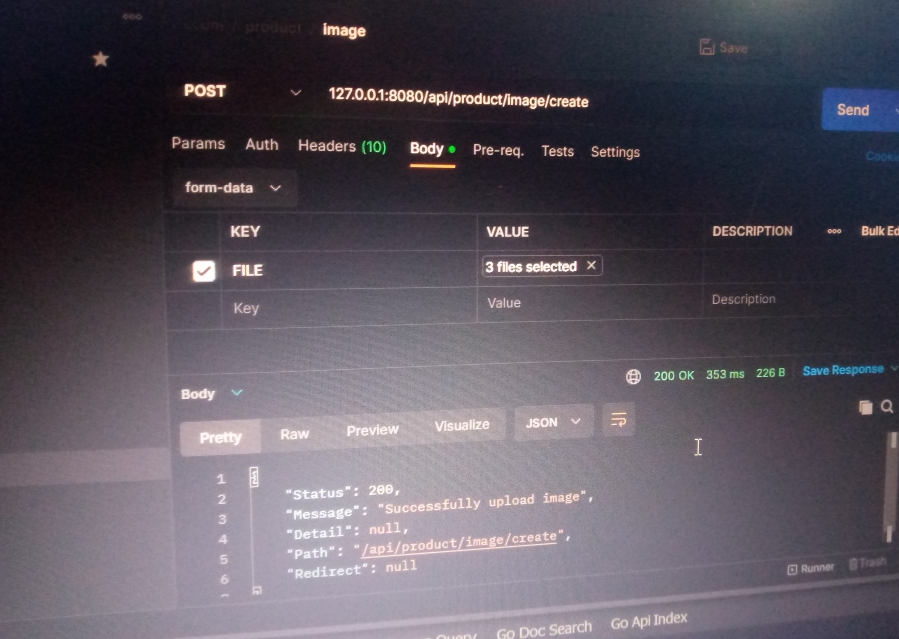 ecom / product / image
Save
POST 127.0.0.1:8080/api/product/image/create Send
Params Auth Headers (10) Body Pre-req. Tests Settings
form-data
KEY VALUE DESCRIPTION Bulk Ed
FILE 3 files selected
Key Value Description
Body 200 OK 353 ms 226 B Save Response
Pretty Raw Preview Visualize JSON
1 {
2 "Status": 200,
3 "Message": "Successfully upload image",
4 "Detail": null,
5 "Path": "/api/product/image/create",
6 "Redirect": null
}
Runner Trash
Query Go Doc Search Go Api Index